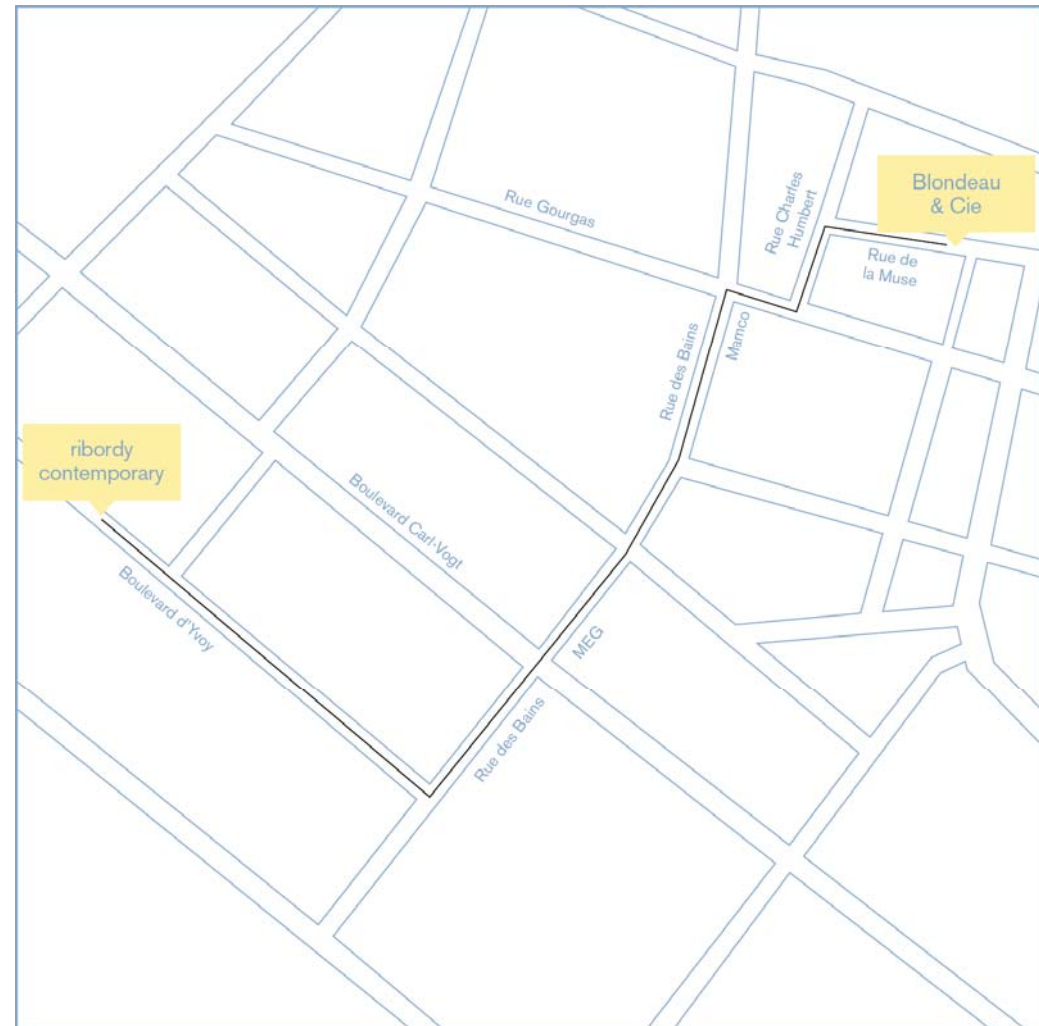 Blondeau
& Cie
Rue Gourgas
Rue Charles
Humbert
Rue de
la Muse
Rue des Bains
Mamco
ribordy
contemporary
Boulevard Carl-Vogt
Boulevard d'Yvoy
MEG
Rue des Bains